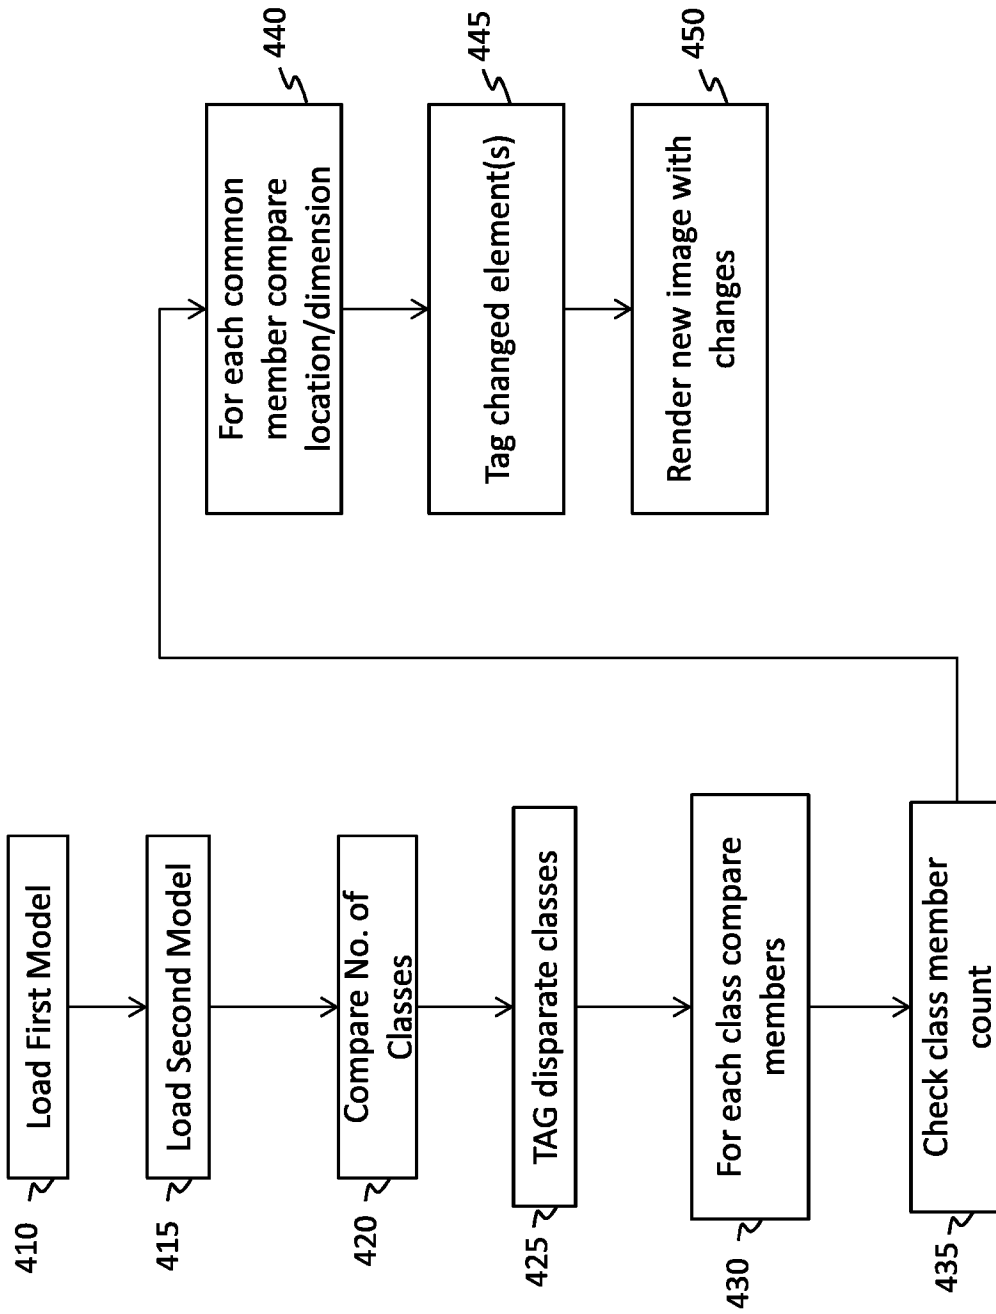 410
Load First Model
415
Load Second Model
420
Compare No. of
Classes
425
TAG disparate classes
430
For each class compare
members
435
Check class member
count
440
For each common
member compare
location/dimension
445
Tag changed element(s)
450
Render new image with
changes